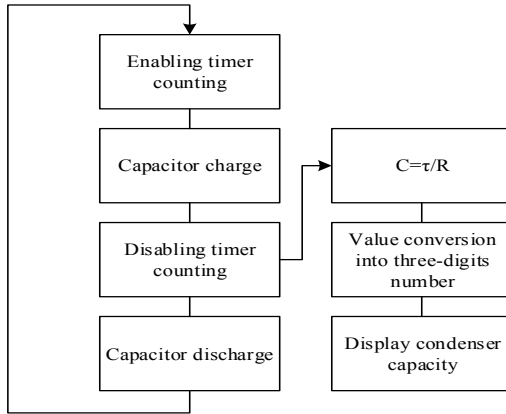 Enabling timer
counting
Capacitor charge
Disabling timer
counting
Capacitor discharge
C=τ/R
Value conversion
into three-digits
number
Display condenser
capacity